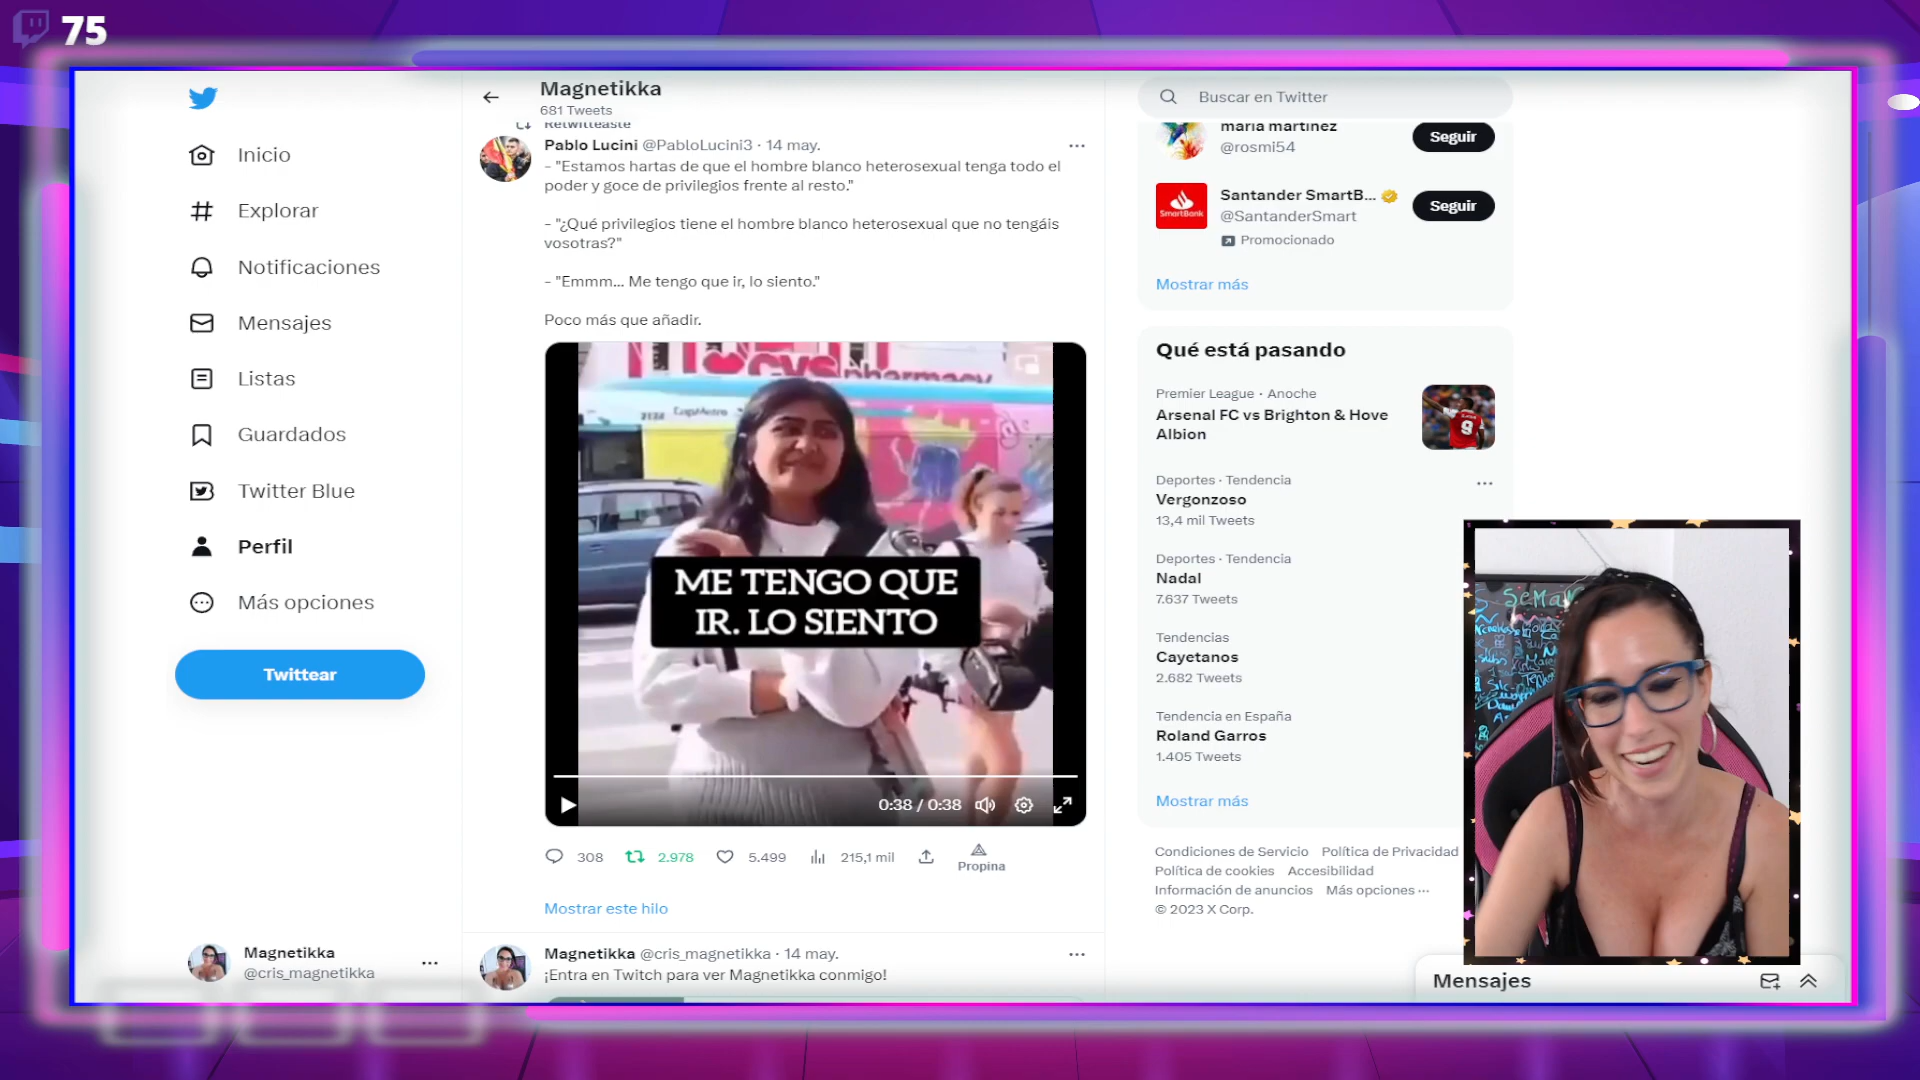 75
Magnetikka
681 Tweets
Inicio
Explorar
Notificaciones
Mensajes
Listas
Guardados
Twitter Blue
Perfil
Más opciones
Twittear
Magnetikka
@cris_magnetikka
Retwitteaste
Pablo Lucini @PabloLucini3 · 14 may.
- "Estamos hartas de que el hombre blanco heterosexual tenga todo el
poder y goce de privilegios frente al resto."
- "¿Qué privilegios tiene el hombre blanco heterosexual que no tengáis
vosotras?"
- "Emmm... Me tengo que ir, lo siento."
Poco más que añadir.
CVS pharmacy
CapMetro
ME TENGO QUE
IR. LO SIENTO
0:38 / 0:38
308 2.978 5.499 215,1 mil Propina
Mostrar este hilo
Magnetikka @cris_magnetikka · 14 may.
¡Entra en Twitch para ver Magnetikka conmigo!
Buscar en Twitter
maria martinez
@rosmi54
Seguir
Santander SmartB...
@SantanderSmart
Promocionado
Seguir
SmartBank
Mostrar más
Qué está pasando
Premier League · Anoche
Arsenal FC vs Brighton & Hove
Albion
9
Deportes · Tendencia
Vergonzoso
13,4 mil Tweets
Deportes · Tendencia
Nadal
7.637 Tweets
Tendencias
Cayetanos
2.682 Tweets
Tendencia en España
Roland Garros
1.405 Tweets
Mostrar más
Condiciones de Servicio Política de Privacidad
Política de cookies Accesibilidad
Información de anuncios Más opciones ···
© 2023 X Corp.
Mensajes